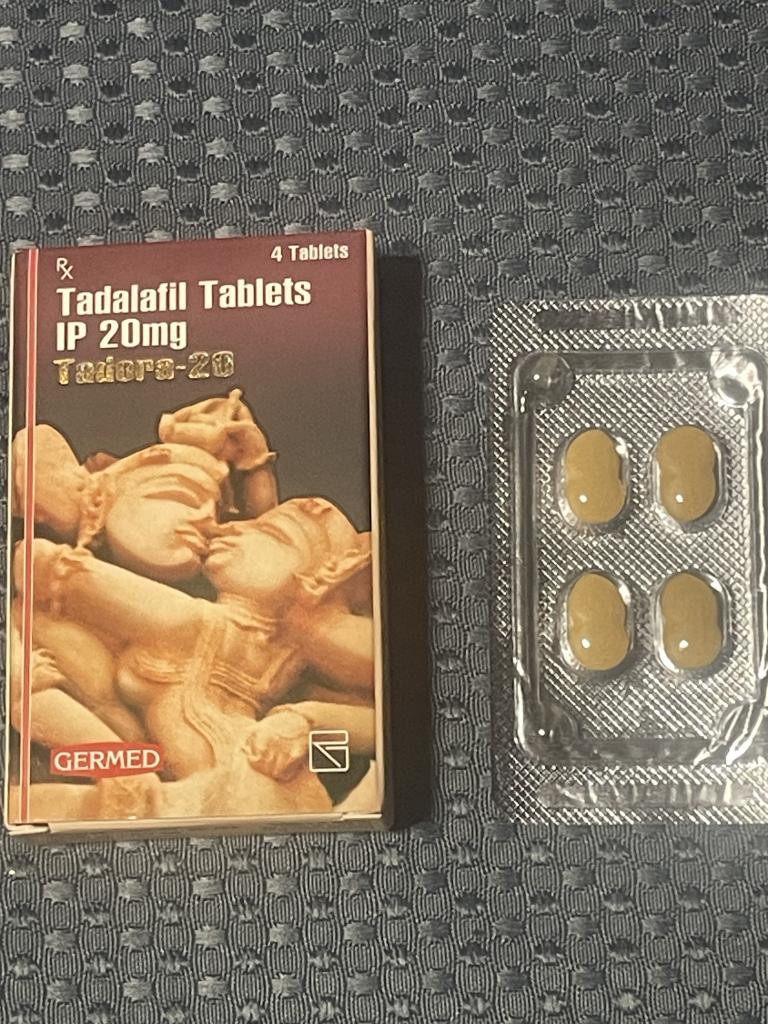 Rx
4 Tablets
Tadalafil Tablets
IP 20mg
Tadora-20
GERMED